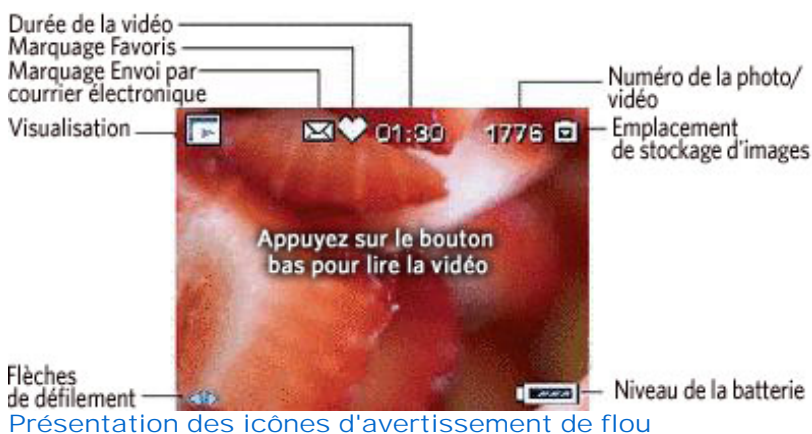 Durée de la vidéo
Marquage Favoris
Marquage Envoi par
courrier électronique
Visualisation
Numéro de la photo/
vidéo
Emplacement
de stockage d'images
01:30
1776
Appuyez sur le bouton
bas pour lire la vidéo
Flèches
de défilement
Niveau de la batterie
Présentation des icônes d'avertissement de flou